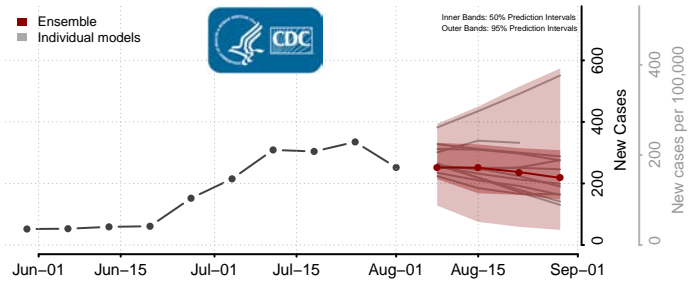 Ensemble
Individual models
CDC
Inner Bands: 50% Prediction Intervals
Outer Bands: 95% Prediction Intervals
600
400
200
0
New Cases
400
200
0
New cases per 100,000
Jun–01
Jun–15
Jul–01
Jul–15
Aug–01
Aug–15
Sep–01